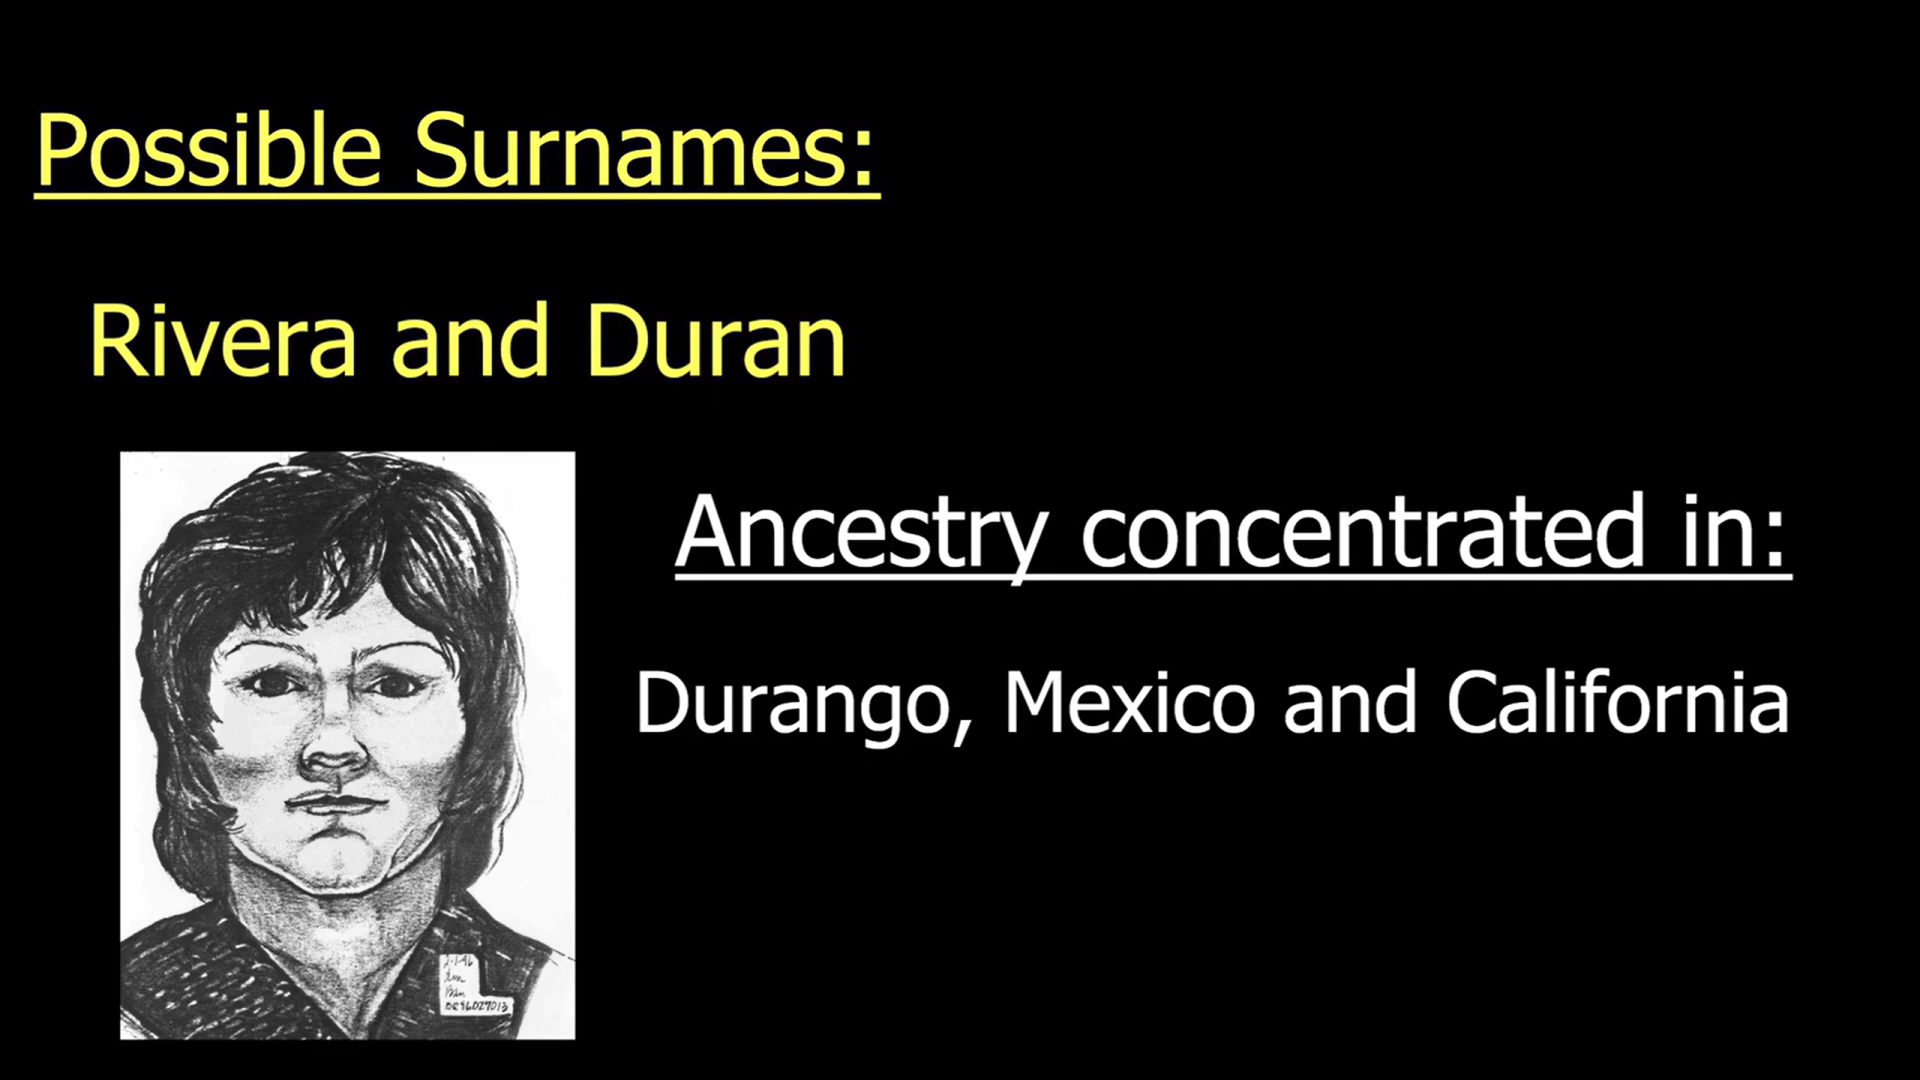 Possible Surnames:
Rivera and Duran
Ancestry concentrated in:
Durango, Mexico and California